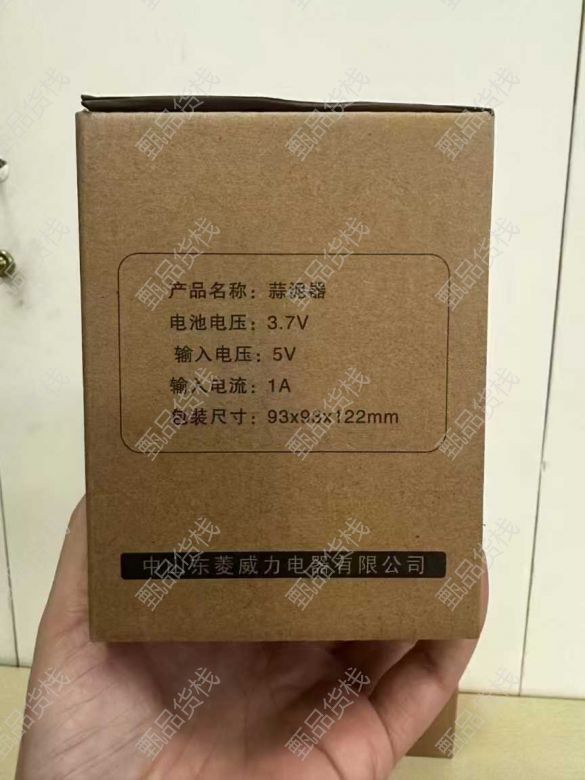 产品名称：蒜泥器
电池电压：3.7V
输入电压：5V
输入电流：1A
包装尺寸：93x93x122mm
中山东菱威力电器有限公司
甄品货栈